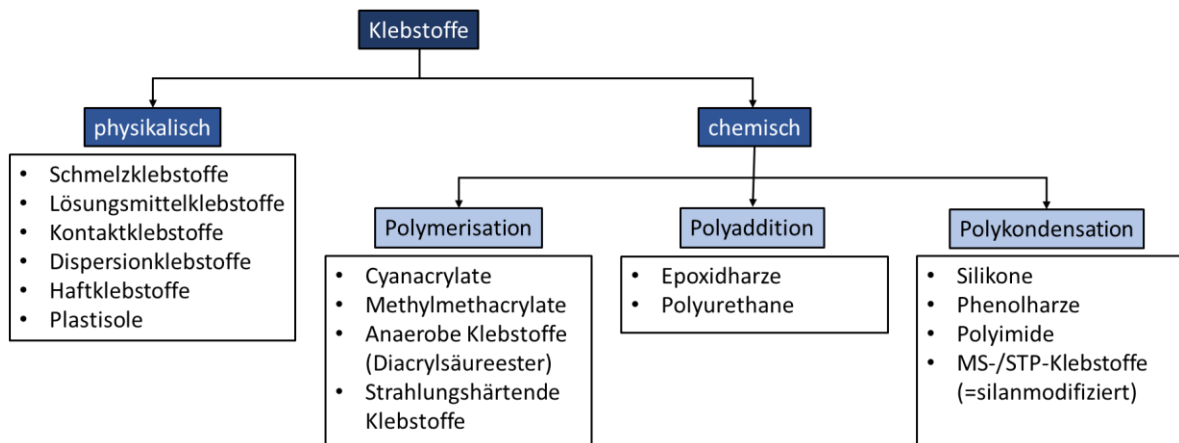 Klebstoffe
physikalisch
• Schmelzklebstoffe
• Lösungsmittelklebstoffe
• Kontaktklebstoffe
• Dispersionklebstoffe
• Haftklebstoffe
• Plastisole
chemisch
Polymerisation
• Cyanacrylate
• Methylmethacrylate
• Anaerobe Klebstoffe
(Diacrylsäureester)
• Strahlungshärtende
Klebstoffe
Polyaddition
• Epoxidharze
• Polyurethane
Polykondensation
• Silikone
• Phenolharze
• Polyimide
• MS-/STP-Klebstoffe
(=silanmodifiziert)